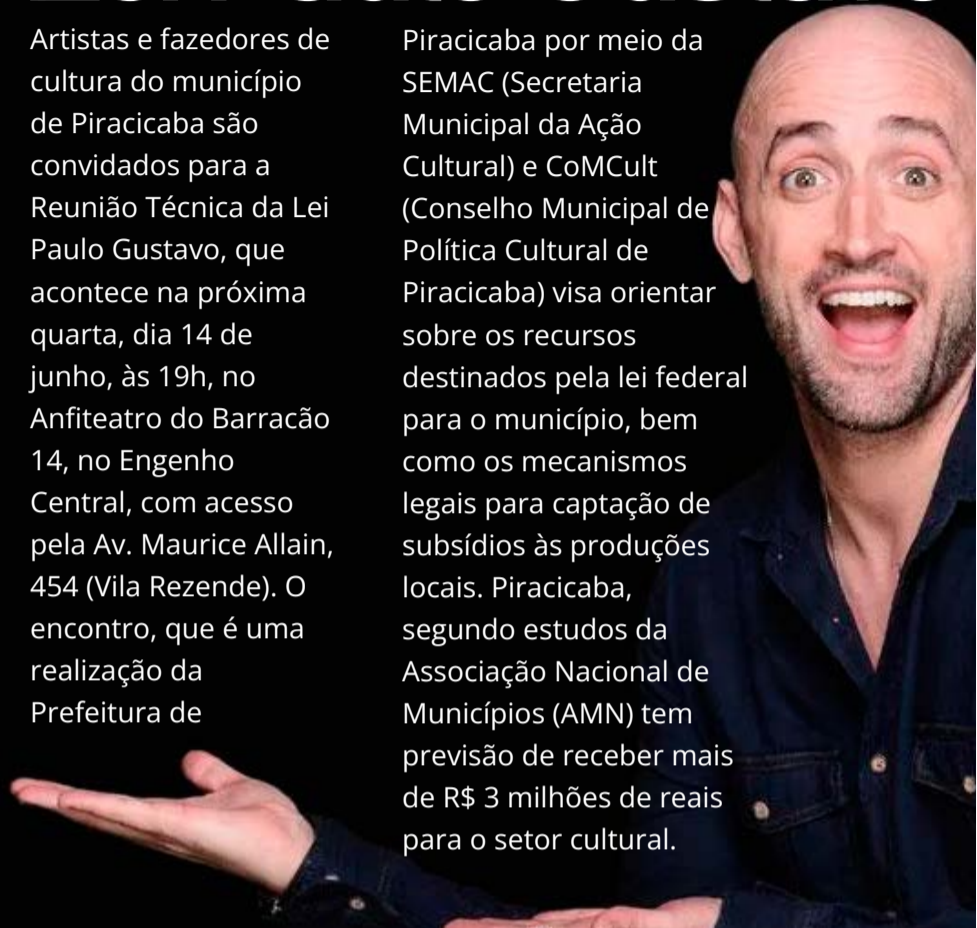 Artistas e fazedores de
cultura do município
de Piracicaba são
convidados para a
Reunião Técnica da Lei
Paulo Gustavo, que
acontece na próxima
quarta, dia 14 de
junho, às 19h, no
Anfiteatro do Barracão
14, no Engenho
Central, com acesso
pela Av. Maurice Allain,
454 (Vila Rezende). O
encontro, que é uma
realização da
Prefeitura de
Piracicaba por meio da
SEMAC (Secretaria
Municipal da Ação
Cultural) e CoMCult
(Conselho Municipal de
Política Cultural de
Piracicaba) visa orientar
sobre os recursos
destinados pela lei federal
para o município, bem
como os mecanismos
legais para captação de
subsídios às produções
locais. Piracicaba,
segundo estudos da
Associação Nacional de
Municípios (AMN) tem
previsão de receber mais
de R$ 3 milhões de reais
para o setor cultural.